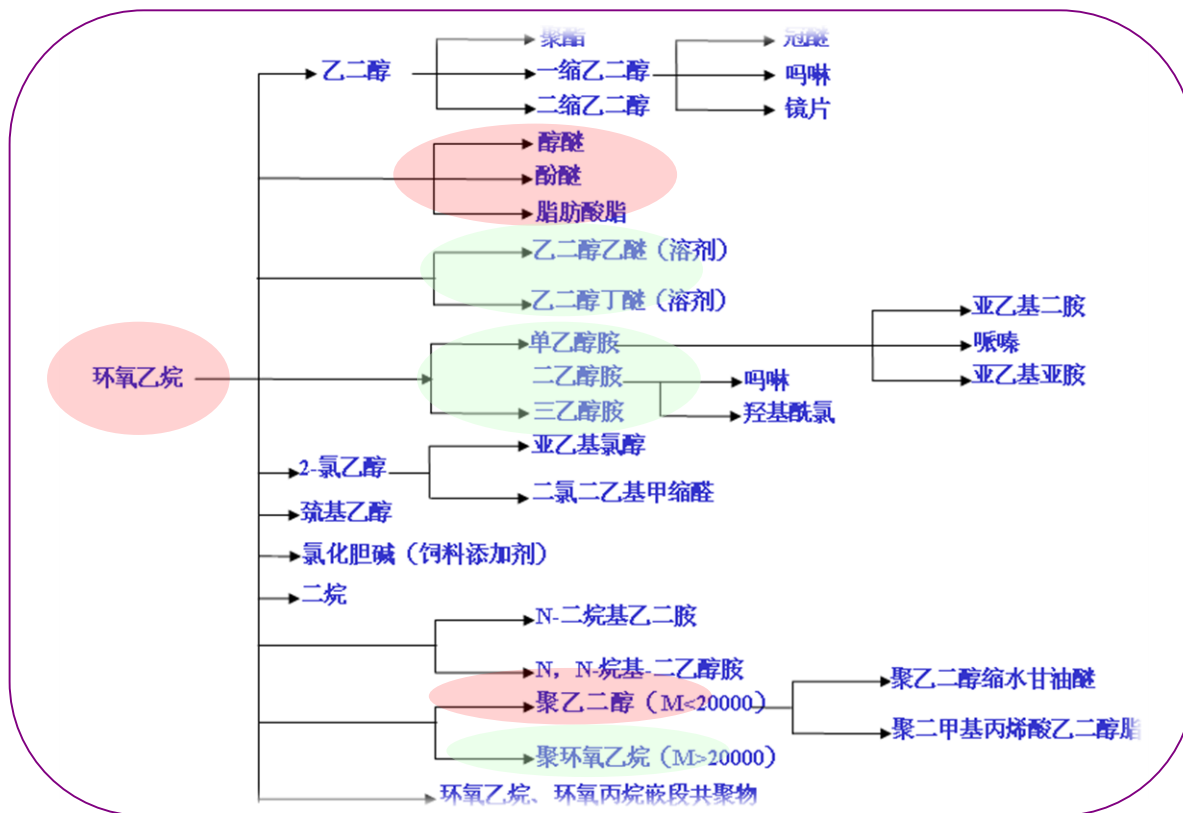 聚酯
冠醚
乙二醇
一缩乙二醇
吗啉
二缩乙二醇
镜片
醇醚
酚醚
脂肪酸脂
乙二醇乙醚（溶剂）
乙二醇丁醚（溶剂）
亚乙基二胺
单乙醇胺
哌嗪
环氧乙烷
二乙醇胺
吗啉
亚乙基亚胺
三乙醇胺
羟基酰氯
亚乙基氯醇
2-氯乙醇
二氯二乙基甲缩醛
巯基乙醇
氯化胆碱（饲料添加剂）
二烷
N-二烷基乙二胺
N，N-烷基-二乙醇胺
聚乙二醇缩水甘油醚
聚乙二醇（M<20000）
聚二甲基丙烯酸乙二醇脂
聚环氧乙烷（M>20000）
环氧乙烷、环氧丙烷嵌段共聚物